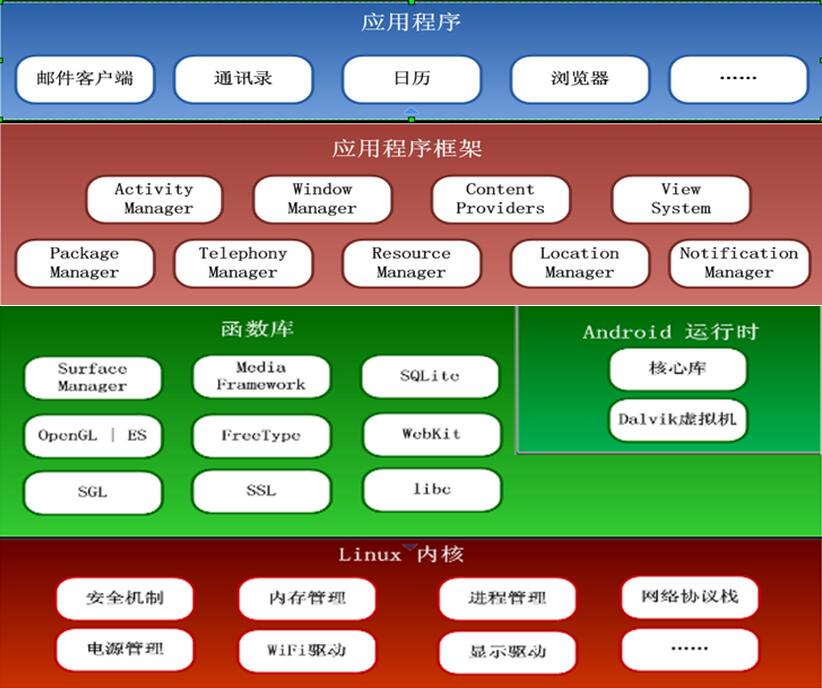 应用程序
邮件客户端
通讯录
日历
浏览器
……
应用程序框架
Activity
Manager
Window
Manager
Content
Providers
View
System
Package
Manager
Telephony
Manager
Resource
Manager
Location
Manager
Notification
Manager
函数库
Surface
Manager
Media
Framework
SQLite
OpenGL | ES
FreeType
WebKit
SGL
SSL
libc
Android 运行时
核心库
Dalvik虚拟机
Linux 内核
安全机制
内存管理
进程管理
网络协议栈
电源管理
WiFi驱动
显示驱动
……